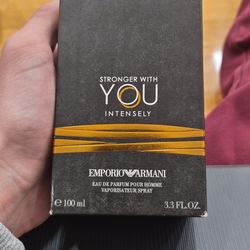 STRONGER WITH
YOU
INTENSELY
EMPORIO ARMANI
EAU DE PARFUM POUR HOMME
VAPORISATEUR SPRAY
e 100 ml 3.3 FL.OZ.